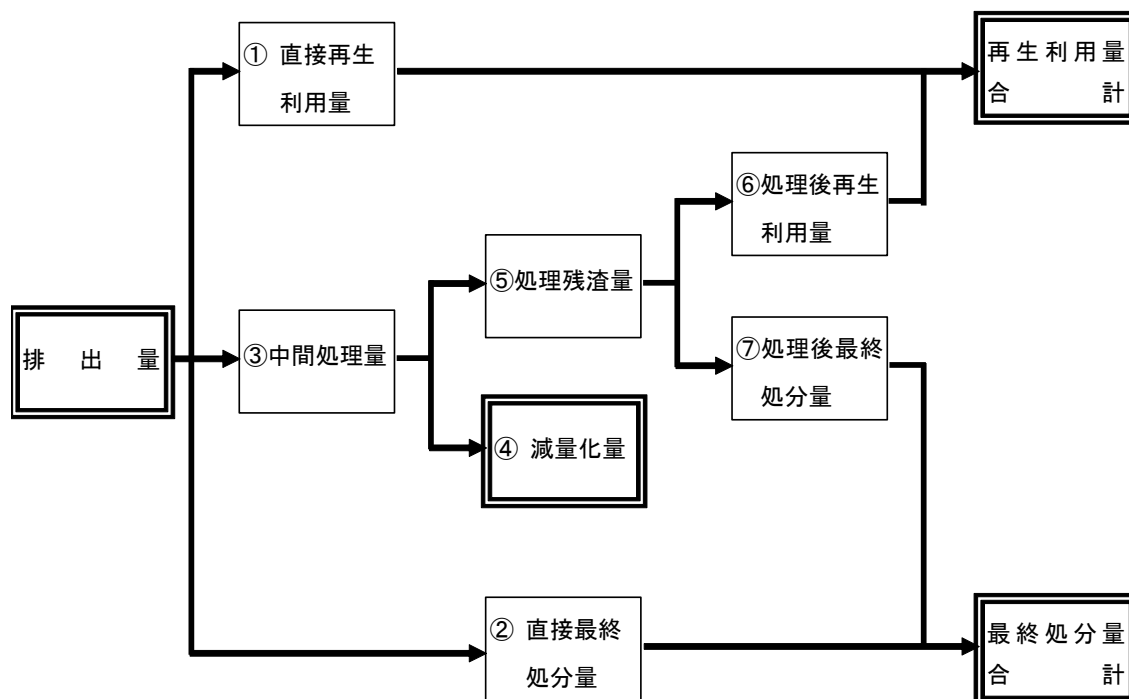 ① 直接再生
利用量
再生利用量
合計
⑥処理後再生
利用量
⑤処理残渣量
排出量
③中間処理量
⑦処理後最終
処分量
④ 減量化量
② 直接最終
処分量
最終処分量
合計